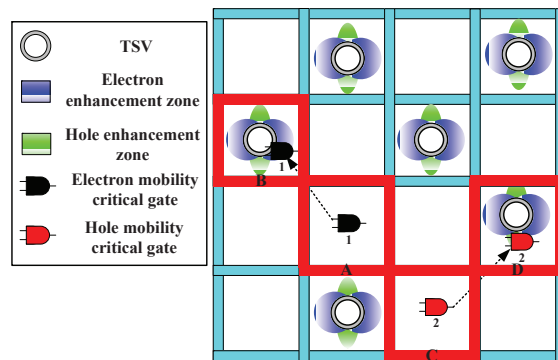 TSV
Electron
enhancement zone
Hole enhancement
zone
Electron mobility
critical gate
Hole mobility
critical gate
1
B
1
A
2
D
2
C